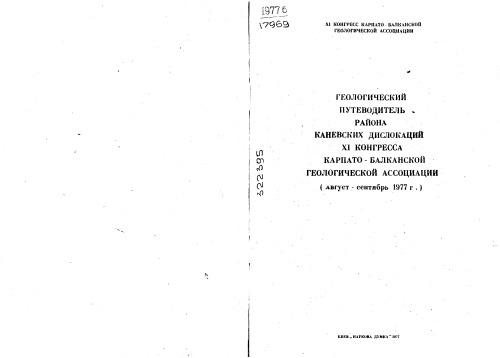 19776
17969
XI КОНГРЕСС КАРПАТО-БАЛКАНСКОЙ
ГЕОЛОГИЧЕСКОЙ АССОЦИАЦИИ
ГЕОЛОГИЧЕСКИЙ
ПУТЕВОДИТЕЛЬ
РАЙОНА
КАНЕВСКИХ ДИСЛОКАЦИЙ
XI КОНГРЕССА
КАРПАТО - БАЛКАНСКОЙ
ГЕОЛОГИЧЕСКОЙ АССОЦИАЦИИ
( август - сентябрь 1977 г . )
322395
КИЕВ „НАУКОВА ДУМКА" 1977